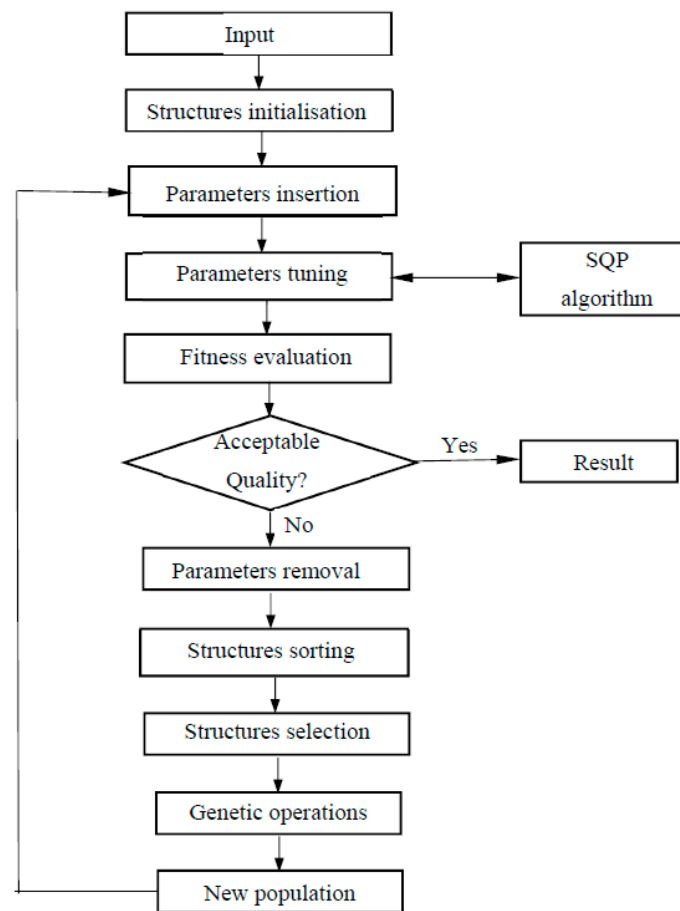 Input
Structures initialisation
Parameters insertion
Parameters tuning
SQP
algorithm
Fitness evaluation
Acceptable
Quality?
Yes
Result
No
Parameters removal
Structures sorting
Structures selection
Genetic operations
New population